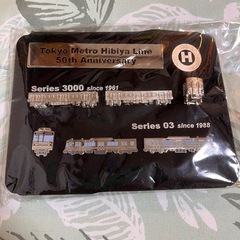 Tokyo Metro Hibiya Line
50th Anniversary
H
Series 3000 since 1961
Series 03 since 1988